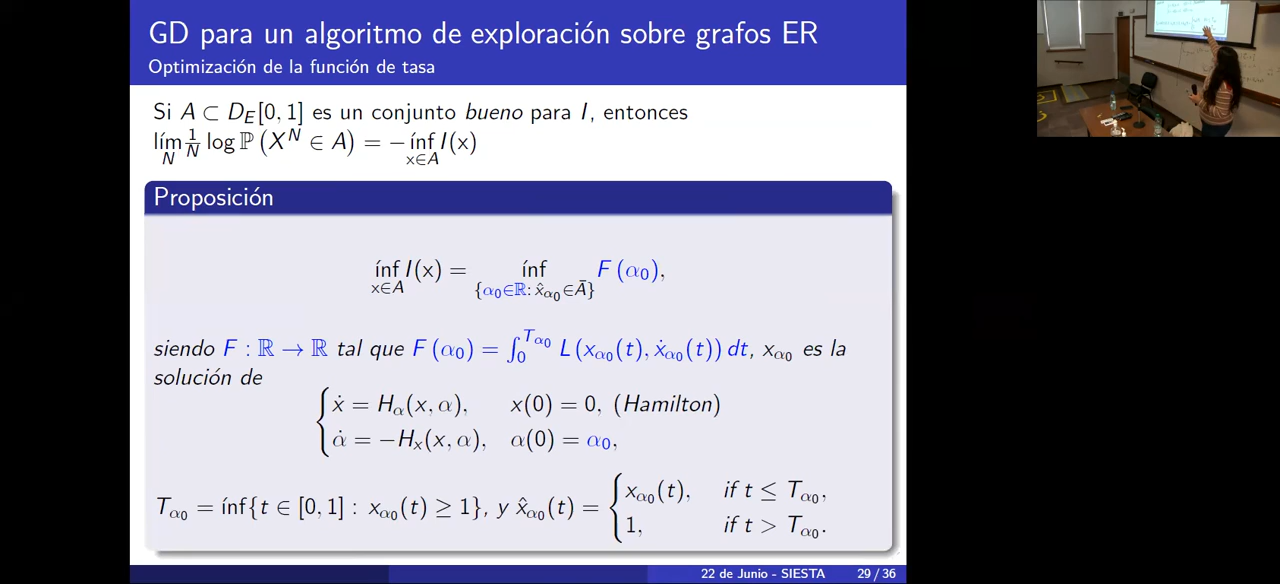 GD para un algoritmo de exploración sobre grafos ER
Optimización de la función de tasa
Si A ⊂ D_E[0, 1] es un conjunto bueno para I, entonces
lím_N 1/N log ℙ (X^N ∈ A) = − ínf_{x∈A} I(x)
Proposición
ínf_{x∈A} I(x) = ínf_{{α₀∈ℝ: x̂_{α₀}∈Ā}} F (α₀),
siendo F : ℝ → ℝ tal que F (α₀) = ∫₀^{T_{α₀}} L(x_{α₀}(t), ẋ_{α₀}(t)) dt, x_{α₀} es la
solución de
{ ẋ = H_α(x, α), x(0) = 0, (Hamilton)
α̇ = −H_x(x, α), α(0) = α₀,
T_{α₀} = ínf{t ∈ [0, 1] : x_{α₀}(t) ≥ 1}, y x̂_{α₀}(t) = { x_{α₀}(t), if t ≤ T_{α₀},
1, if t > T_{α₀}.
22 de Junio - SIESTA 29 / 36